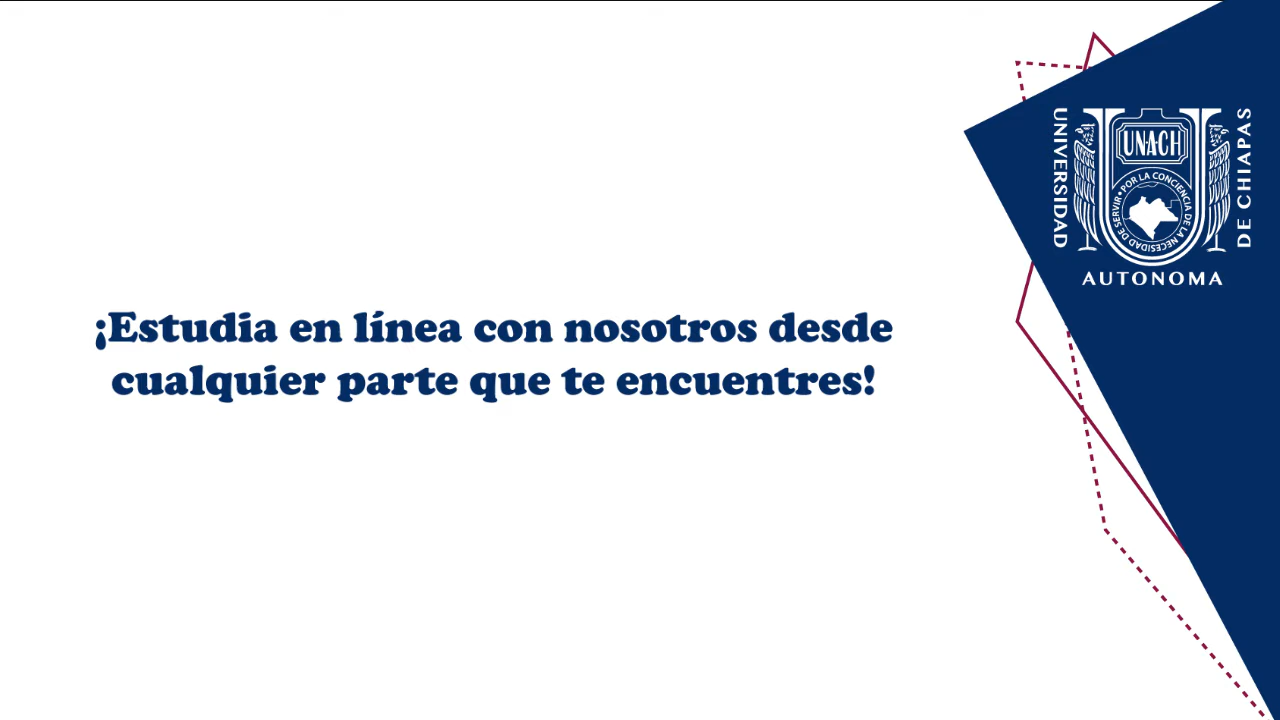 ¡Estudia en línea con nosotros desde
cualquier parte que te encuentres!
UNIVERSIDAD
AUTONOMA
DE CHIAPAS
UNACH
POR LA CONCIENCIA DE LA NECESIDAD DE SERVIR